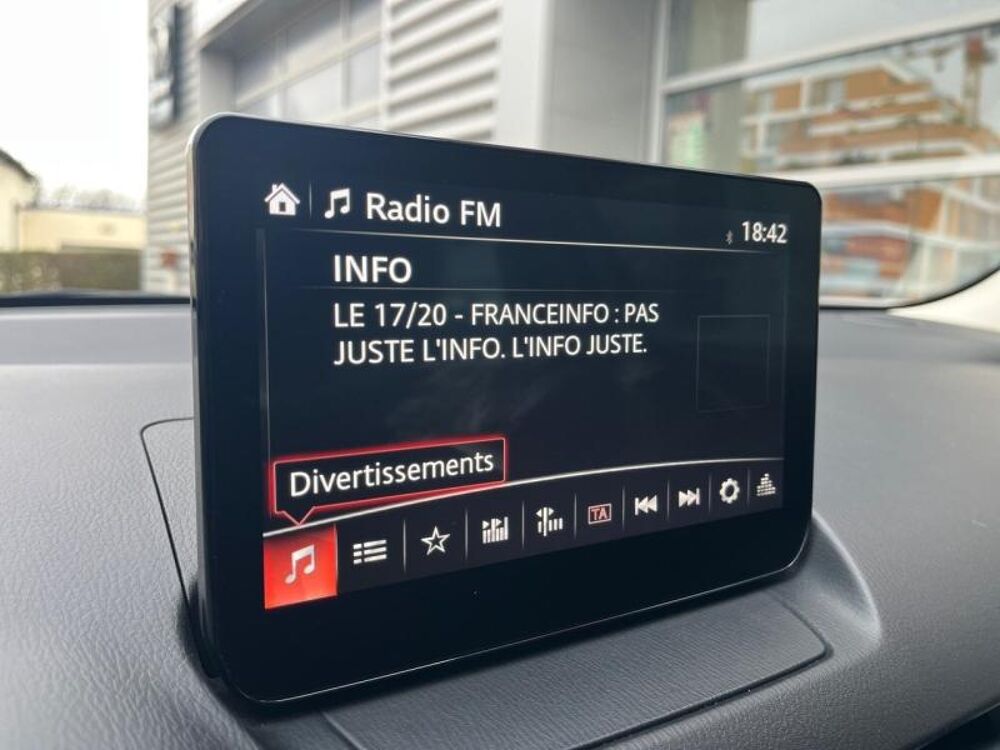 Radio FM
18:42
INFO
LE 17/20 - FRANCEINFO : PAS
JUSTE L'INFO. L'INFO JUSTE.
Divertissements
TA